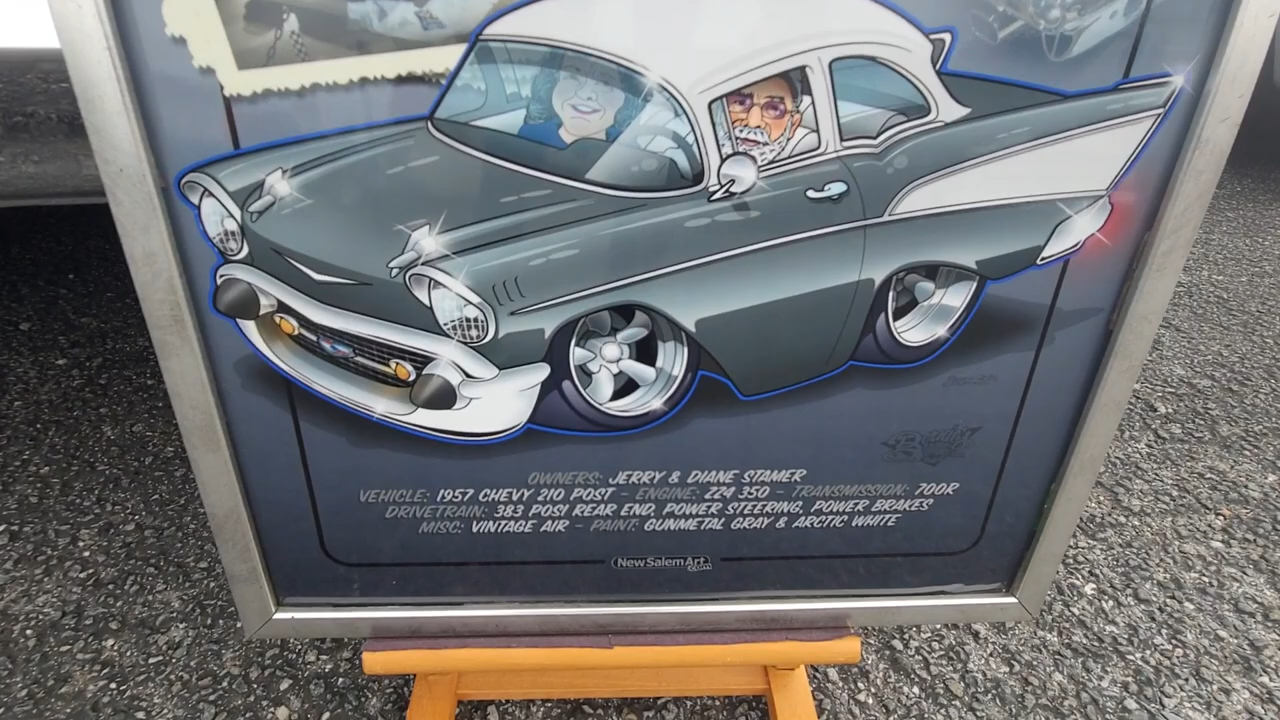 OWNERS: JERRY & DIANE STAMER
VEHICLE: 1957 CHEVY 210 POST - ENGINE: ZZ4 350 - TRANSMISSION: 700R
DRIVETRAIN: 383 POSI REAR END, POWER STEERING, POWER BRAKES
MISC: VINTAGE AIR - PAINT: GUNMETAL GRAY & ARCTIC WHITE
NewSalemArt
.com